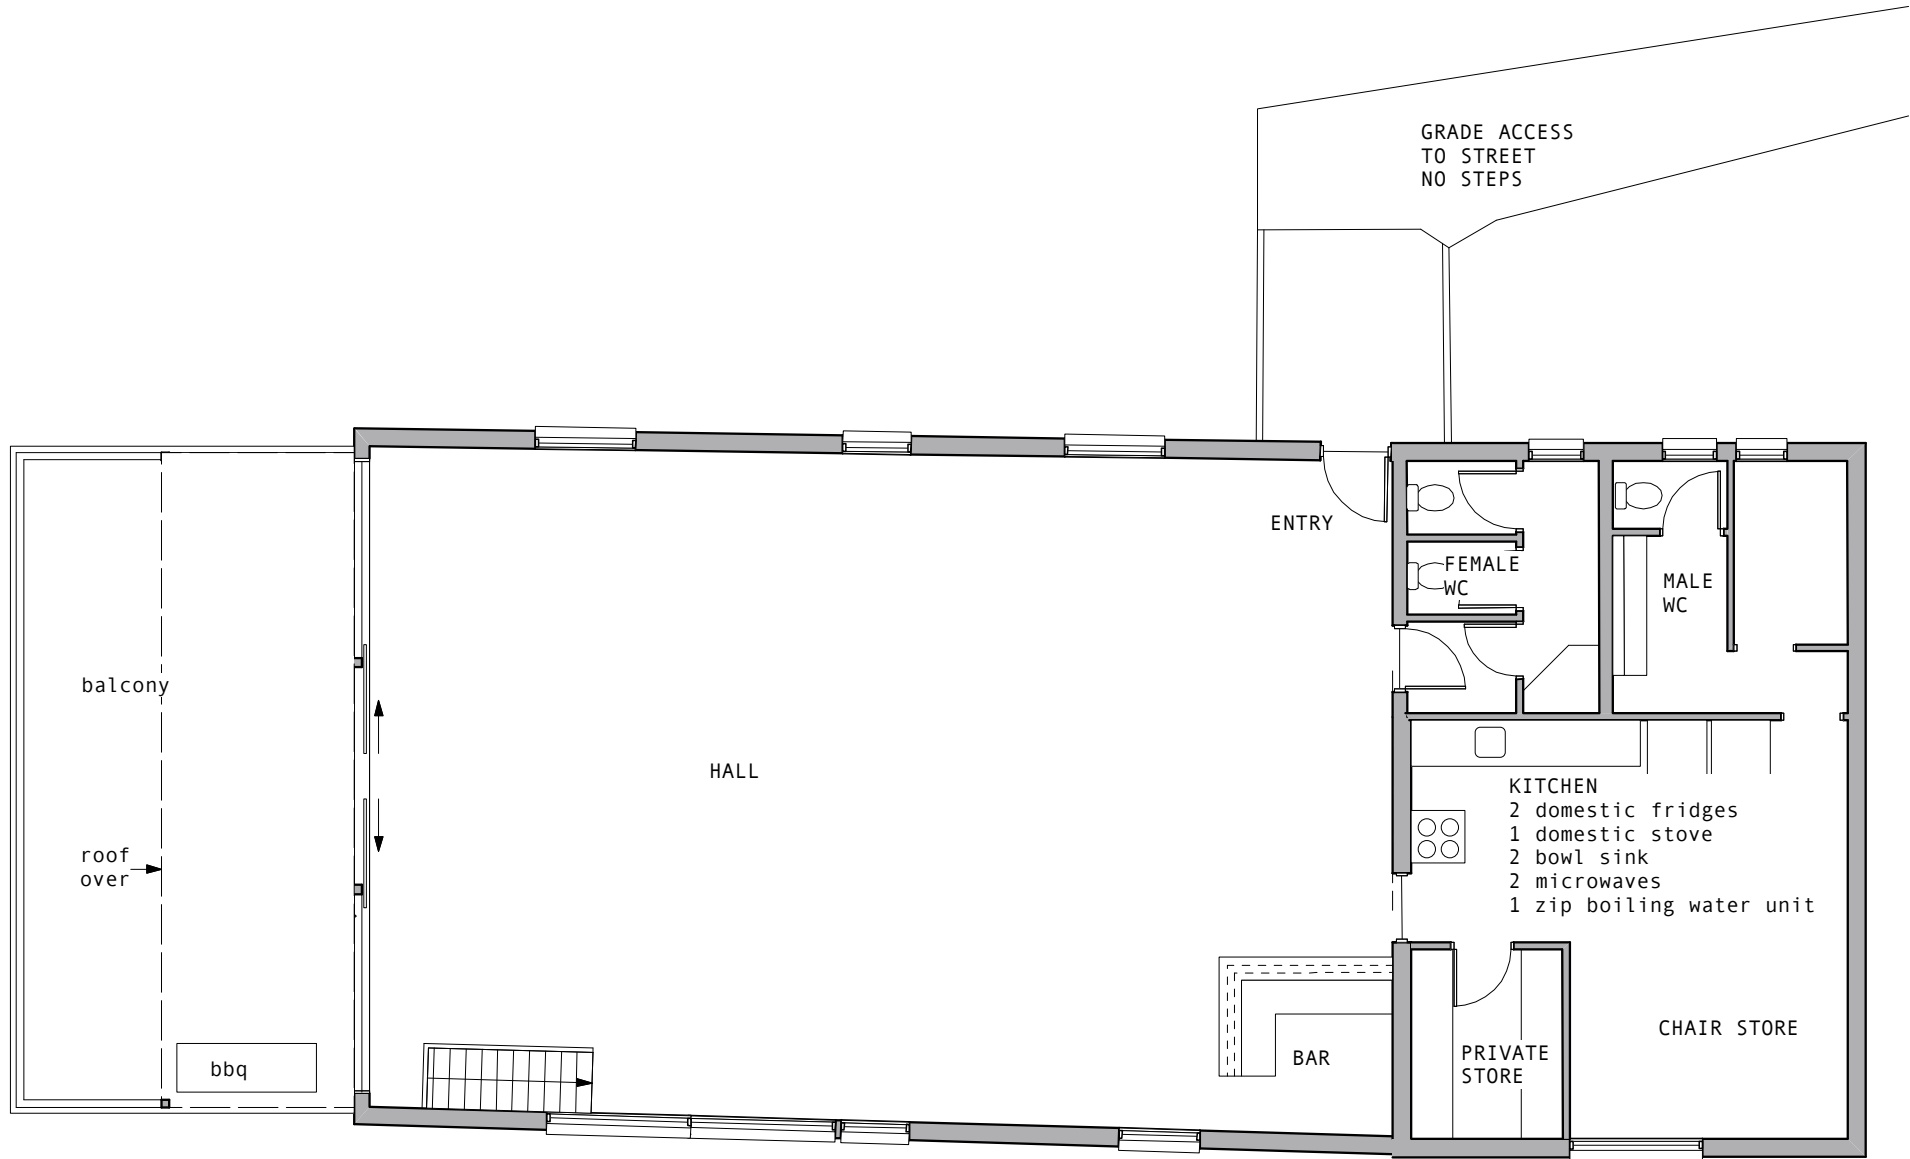 GRADE ACCESS
TO STREET
NO STEPS
ENTRY
FEMALE
WC
MALE
WC
balcony
HALL
KITCHEN
2 domestic fridges
1 domestic stove
2 bowl sink
2 microwaves
1 zip boiling water unit
roof
over
CHAIR STORE
bbq
BAR
PRIVATE
STORE